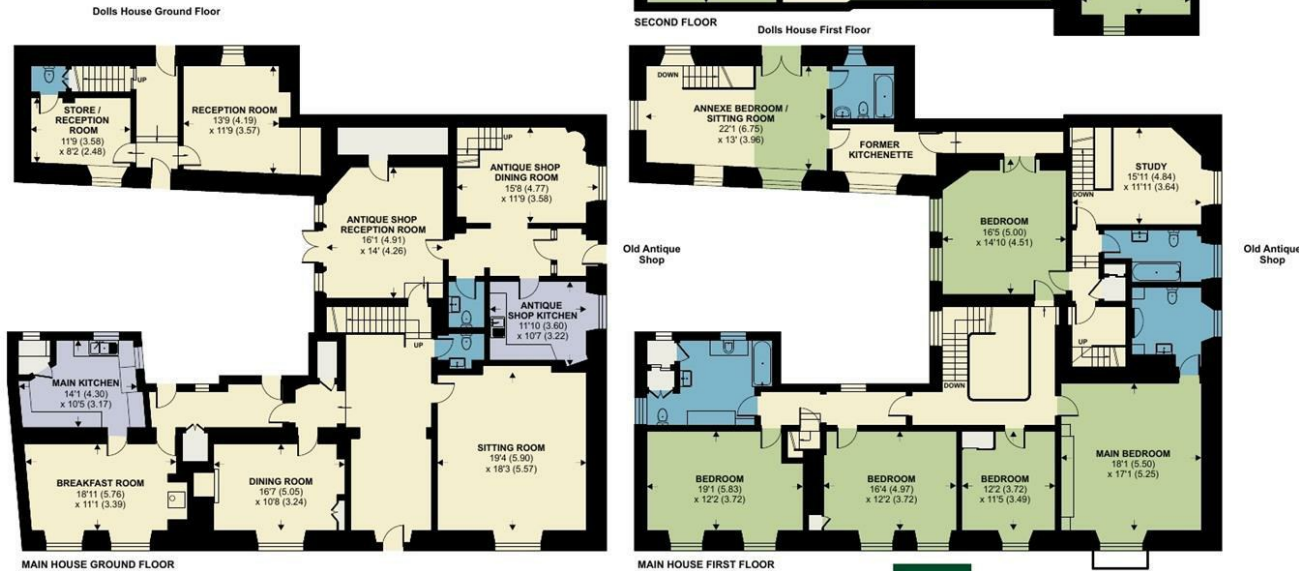 Dolls House Ground Floor
STORE /
RECEPTION
ROOM
11'9 (3.58)
x 8'2 (2.48)
UP
RECEPTION ROOM
13'9 (4.19)
x 11'9 (3.57)
ANTIQUE SHOP
DINING ROOM
15'8 (4.77)
x 11'9 (3.58)
UP
ANTIQUE SHOP
RECEPTION ROOM
16'1 (4.91)
x 14' (4.26)
Old Antique
Shop
ANTIQUE
SHOP KITCHEN
11'10 (3.60)
x 10'7 (3.22)
UP
MAIN KITCHEN
14'1 (4.30)
x 10'5 (3.17)
BREAKFAST ROOM
18'11 (5.76)
x 11'1 (3.39)
DINING ROOM
16'7 (5.05)
x 10'8 (3.24)
SITTING ROOM
19'4 (5.90)
x 18'3 (5.57)
MAIN HOUSE GROUND FLOOR
SECOND FLOOR
Dolls House First Floor
DOWN
ANNEXE BEDROOM /
SITTING ROOM
22'1 (6.75)
x 13' (3.96)
FORMER
KITCHENETTE
STUDY
15'11 (4.84)
x 11'11 (3.64)
DOWN
BEDROOM
16'5 (5.00)
x 14'10 (4.51)
Old Antique
Shop
UP
DOWN
BEDROOM
19'1 (5.83)
x 12'2 (3.72)
BEDROOM
16'4 (4.97)
x 12'2 (3.72)
BEDROOM
12'2 (3.72)
x 11'5 (3.49)
MAIN BEDROOM
18'1 (5.50)
x 17'1 (5.25)
MAIN HOUSE FIRST FLOOR